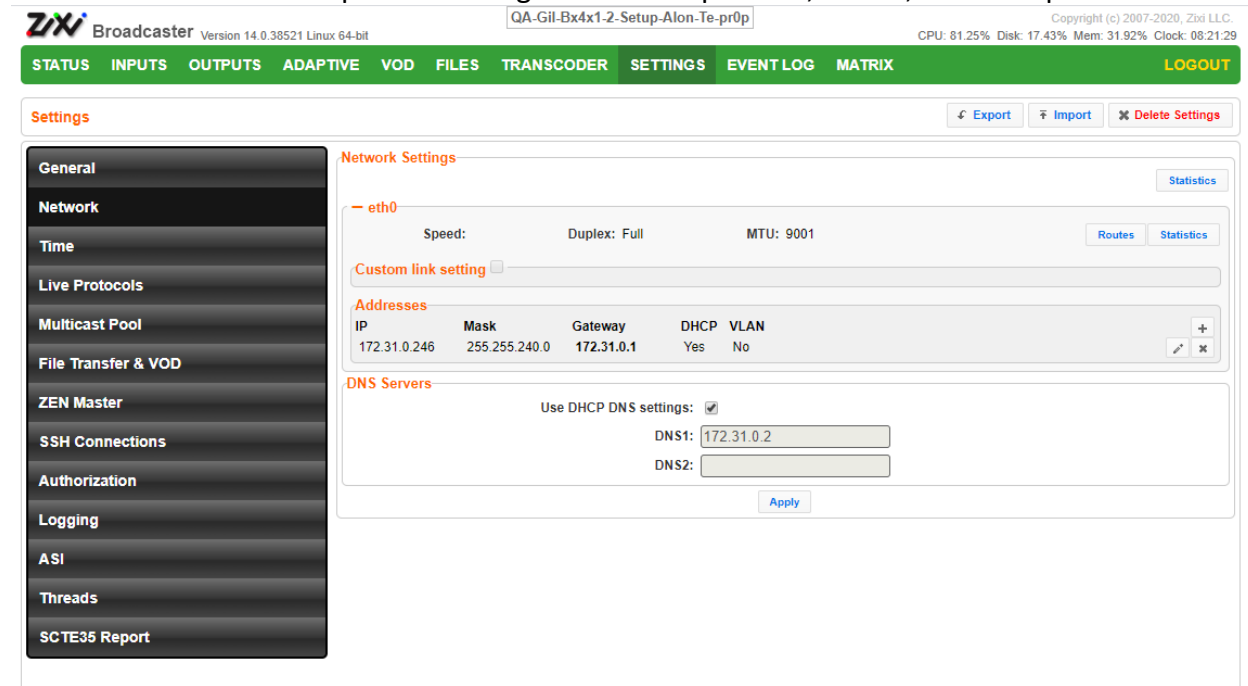 QA-Gil-Bx4x1-2-Setup-Alon-Te-pr0p
Copyright (c) 2007-2020, Zixi LLC.
ZiXi Broadcaster Version 14.0.38521 Linux 64-bit
CPU: 81.25% Disk: 17.43% Mem: 31.92% Clock: 08:21:29
STATUS INPUTS OUTPUTS ADAPTIVE VOD FILES TRANSCODER SETTINGS EVENT LOG MATRIX LOGOUT
Settings
Export Import Delete Settings
General
Network
Time
Live Protocols
Multicast Pool
File Transfer & VOD
ZEN Master
SSH Connections
Authorization
Logging
ASI
Threads
SCTE35 Report
Network Settings
Statistics
eth0
Speed: Duplex: Full MTU: 9001 Routes Statistics
Custom link setting
Addresses
IP Mask Gateway DHCP VLAN
172.31.0.246 255.255.240.0 172.31.0.1 Yes No
DNS Servers
Use DHCP DNS settings:
DNS1: 172.31.0.2
DNS2:
Apply